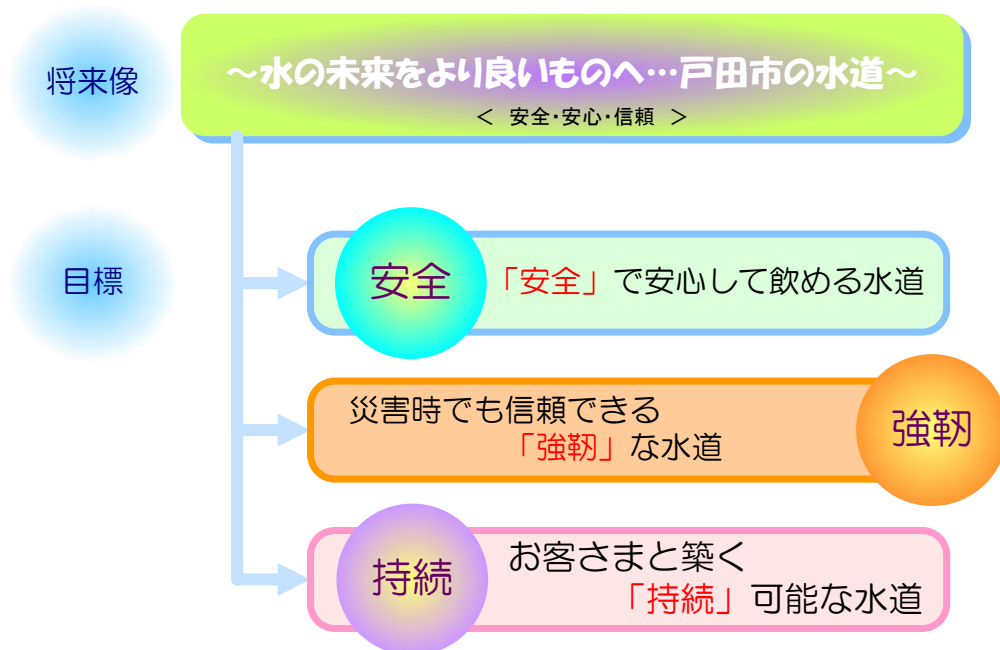 将来像
～水の未来をより良いものへ…戸田市の水道～
＜ 安全・安心・信頼 ＞
目標
安全
「安全」で安心して飲める水道
災害時でも信頼できる
「強靭」な水道
強靭
持続
お客さまと築く
「持続」可能な水道